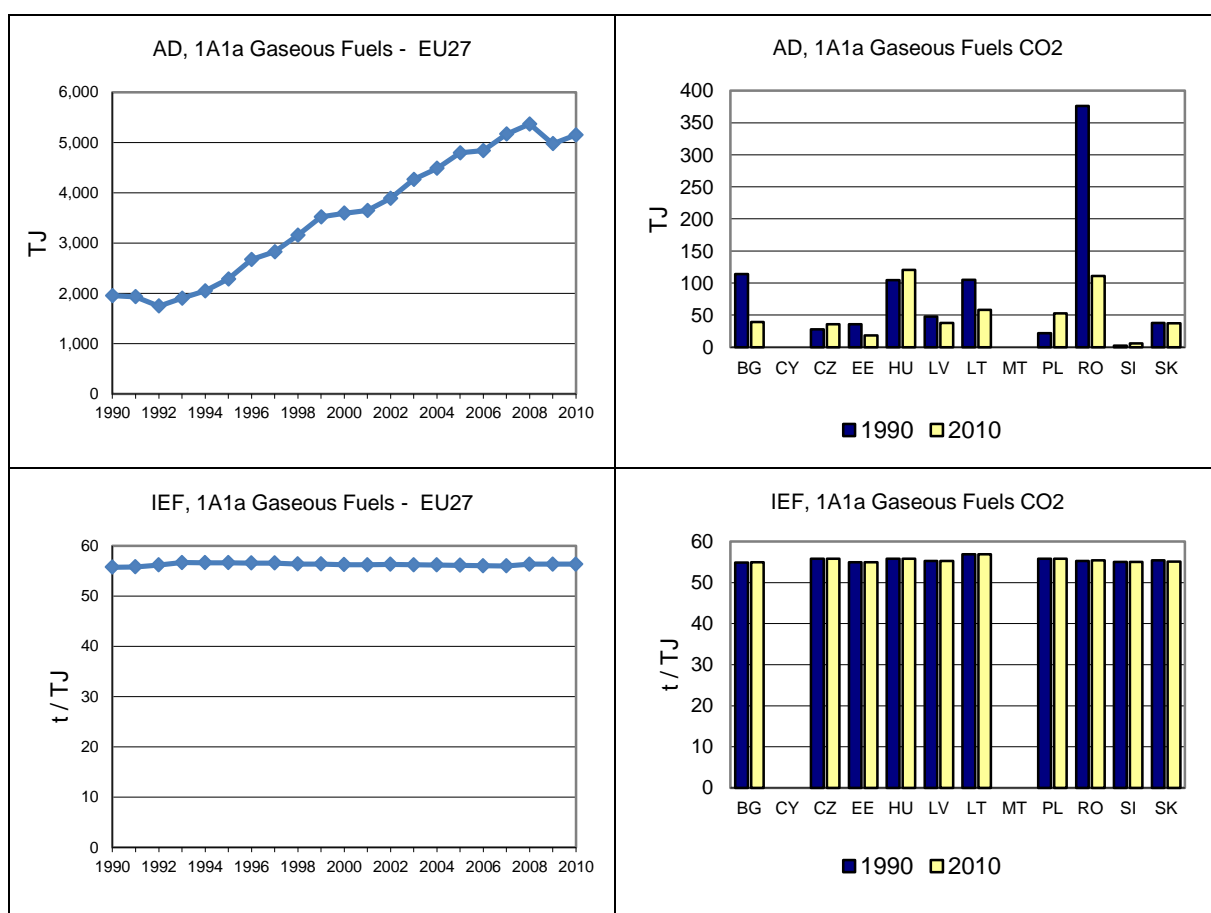 AD, 1A1a Gaseous Fuels - EU27
6,000
5,000
4,000
3,000
2,000
1,000
0
TJ
1990 1992 1994 1996 1998 2000 2002 2004 2006 2008 2010
AD, 1A1a Gaseous Fuels CO2
400
350
300
250
200
150
100
50
0
TJ
BG CY CZ EE HU LV LT MT PL RO SI SK
1990 2010
IEF, 1A1a Gaseous Fuels - EU27
60
50
40
30
20
10
0
t / TJ
1990 1992 1994 1996 1998 2000 2002 2004 2006 2008 2010
IEF, 1A1a Gaseous Fuels CO2
60
50
40
30
20
10
0
t / TJ
BG CY CZ EE HU LV LT MT PL RO SI SK
1990 2010